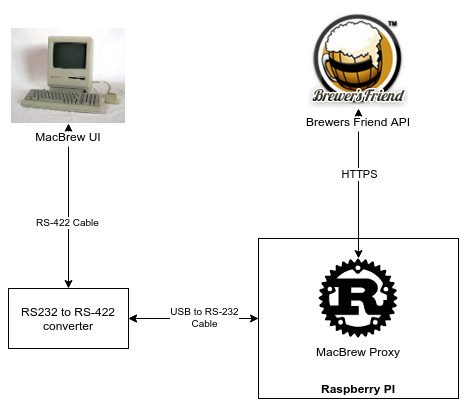 TM
Brewer'sFriend
MacBrew UI
Brewers Friend API
HTTPS
RS-422 Cable
RS232 to RS-422
converter
USB to RS-232
Cable
R
MacBrew Proxy
Raspberry PI